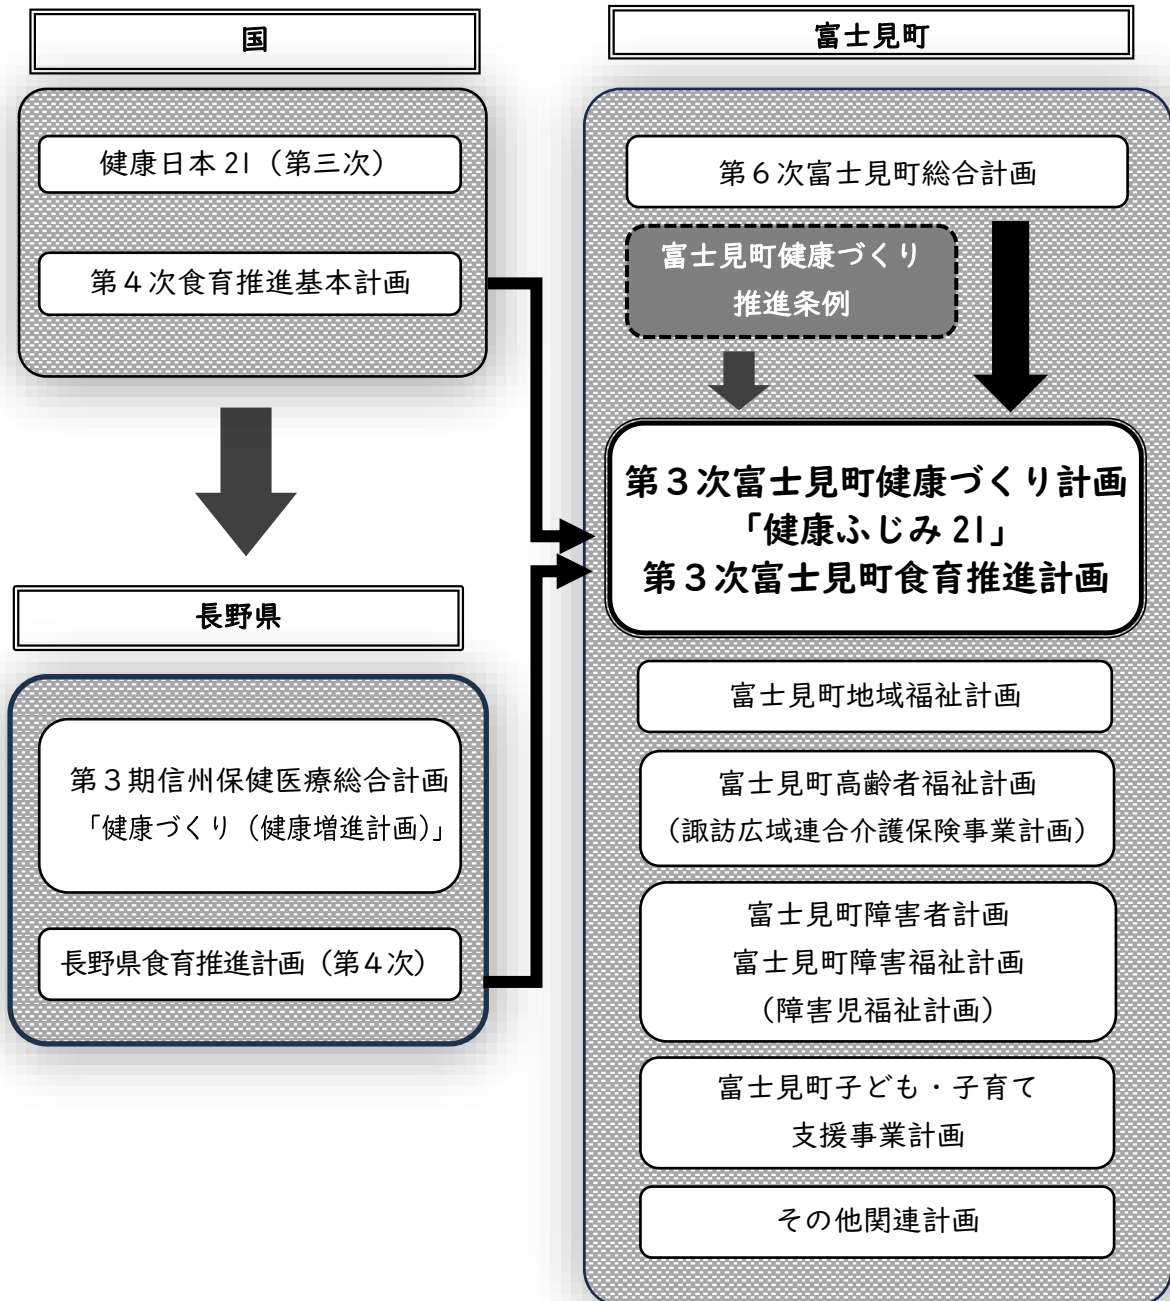 国
健康日本21（第三次）
第４次食育推進基本計画
長野県
第３期信州保健医療総合計画
「健康づくり（健康増進計画）」
長野県食育推進計画（第４次）
富士見町
第６次富士見町総合計画
富士見町健康づくり
推進条例
第３次富士見町健康づくり計画
「健康ふじみ21」
第３次富士見町食育推進計画
富士見町地域福祉計画
富士見町高齢者福祉計画
（諏訪広域連合介護保険事業計画）
富士見町障害者計画
富士見町障害福祉計画
（障害児福祉計画）
富士見町子ども・子育て
支援事業計画
その他関連計画